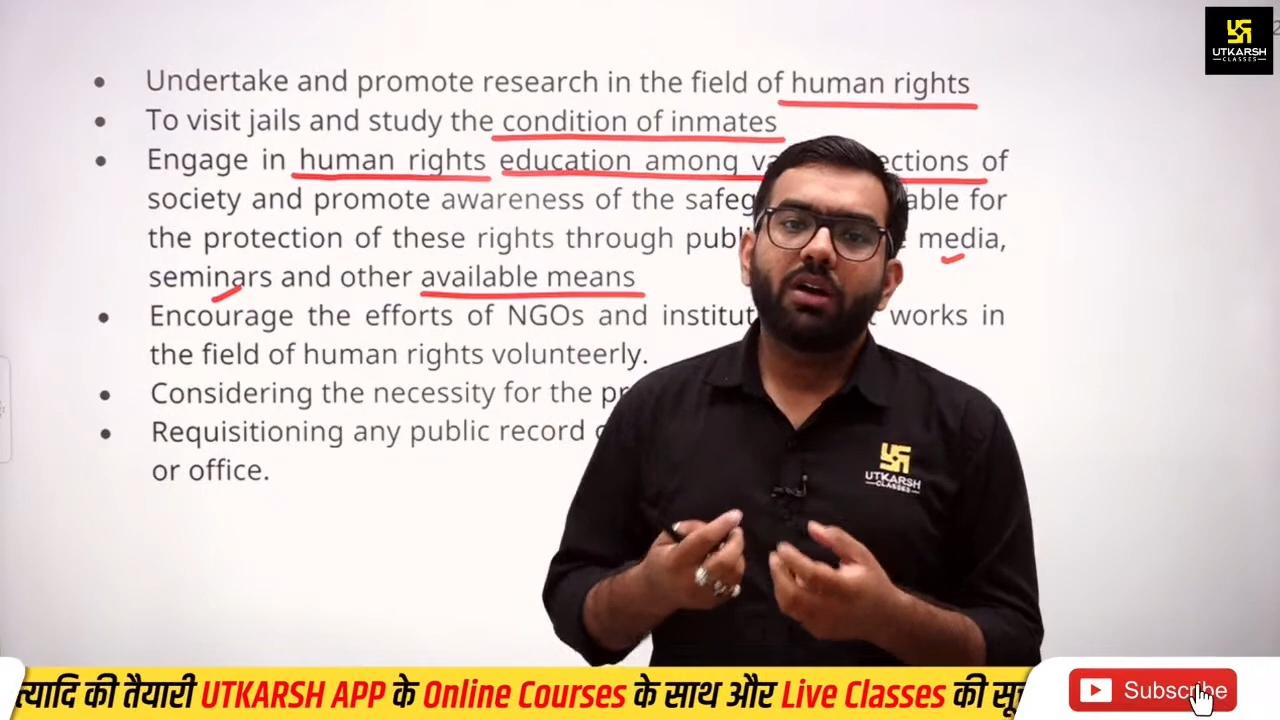 UTKARSH
CLASSES
Undertake and promote research in the field of human rights
To visit jails and study the condition of inmates
Engage in human rights education among of
society and promote awareness of the for
the protection of these rights through media,
seminars and other available means
Encourage the efforts of NGOs and works in
the field of human rights volunteerly.
Considering the necessity for the
Requisitioning any public record
or office.
UTKARSH
CLASSES
की तैयारी UTKARSH APP के Online Courses के साथ और Live Classes की
Subscribe